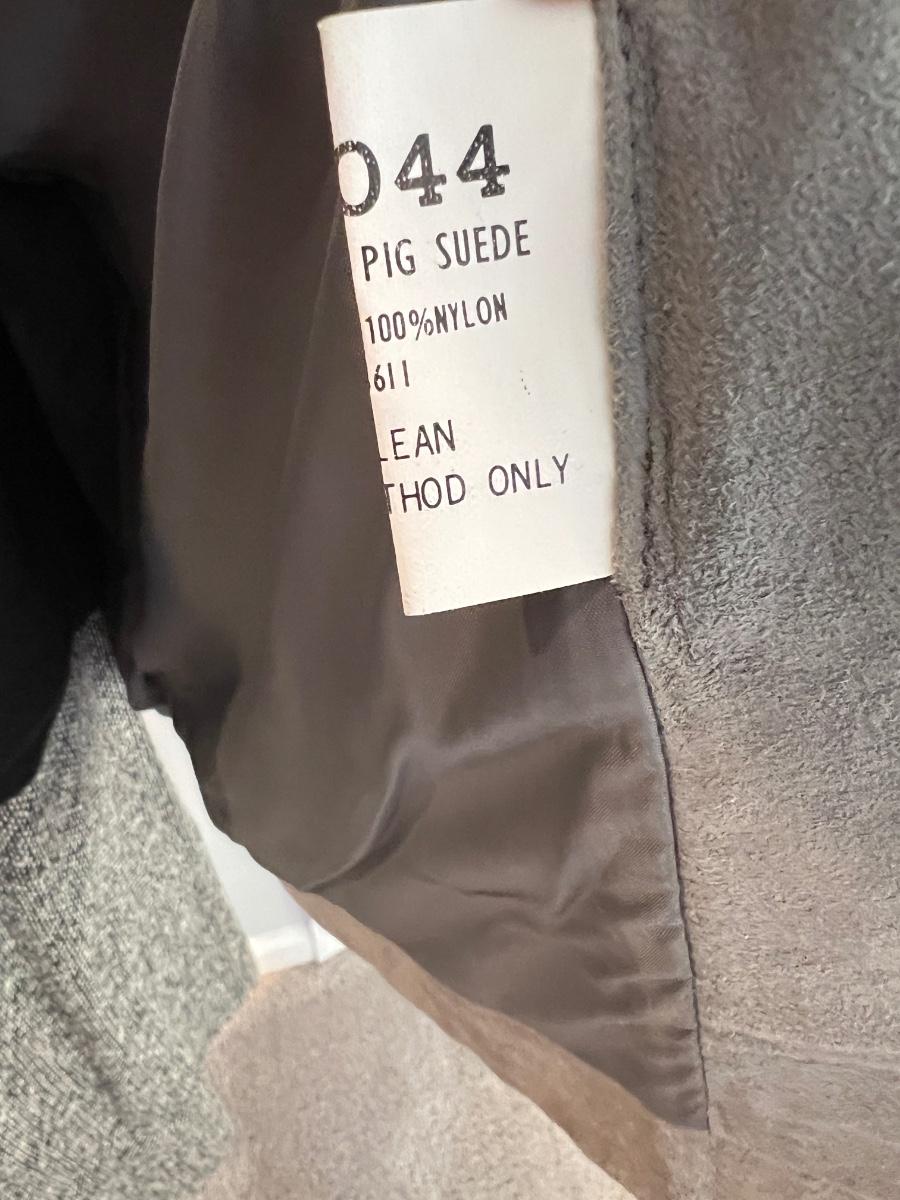 044
PIG SUEDE
100%NYLON
611
LEAN
THOD ONLY